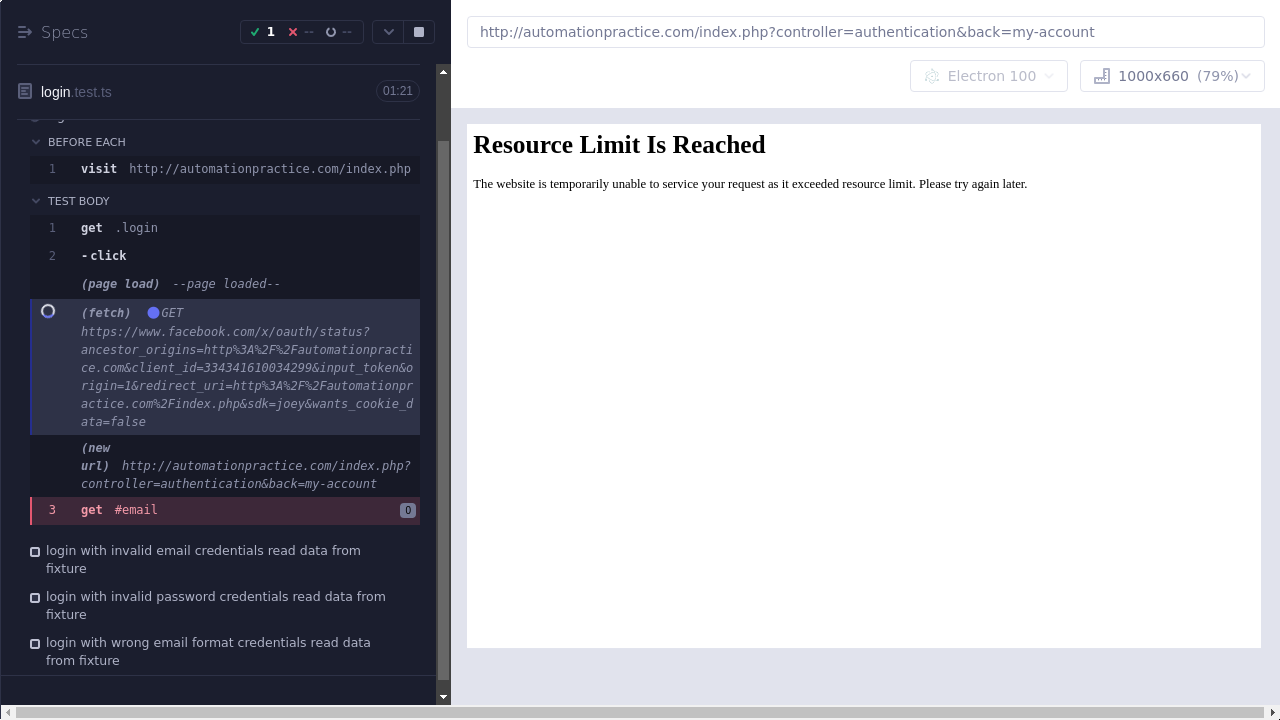 Specs
1
--
--
login.test.ts
01:21
BEFORE EACH
1 visit http://automationpractice.com/index.php
TEST BODY
1 get .login
2 -click
(page load) --page loaded--
(fetch) GET
https://www.facebook.com/x/oauth/status?
ancestor_origins=http%3A%2F%2Fautomationpracti
ce.com&client_id=334341610034299&input_token&o
rigin=1&redirect_uri=http%3A%2F%2Fautomationpr
actice.com%2Findex.php&sdk=joey&wants_cookie_d
ata=false
(new
url) http://automationpractice.com/index.php?
controller=authentication&back=my-account
3 get #email 0
login with invalid email credentials read data from
fixture
login with invalid password credentials read data from
fixture
login with wrong email format credentials read data
from fixture
http://automationpractice.com/index.php?controller=authentication&back=my-account
Electron 100
1000x660 (79%)
Resource Limit Is Reached
The website is temporarily unable to service your request as it exceeded resource limit. Please try again later.